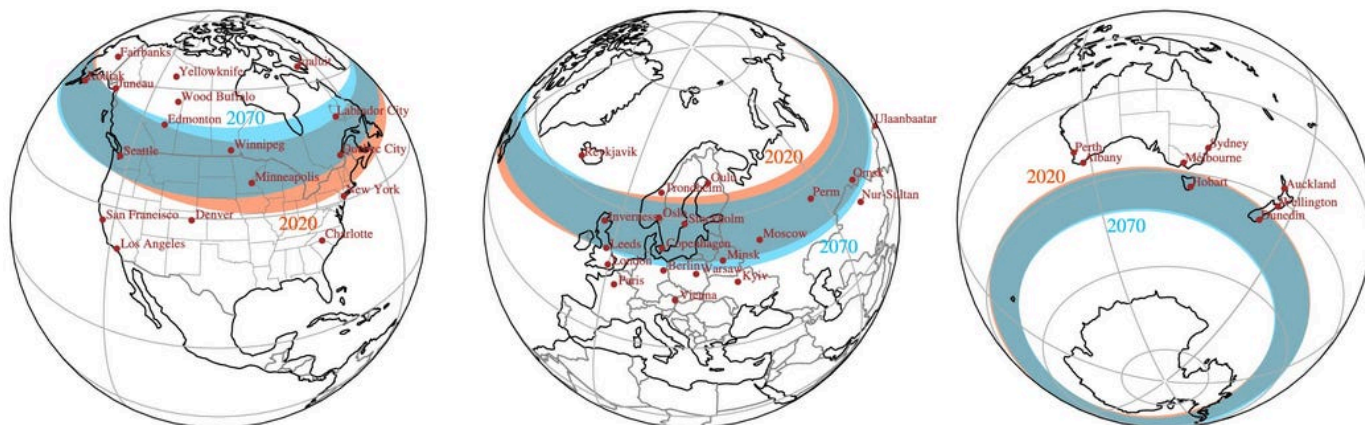 Fairbanks
Kodiak
Juneau
Yellowknife
Iqaluit
Wood Buffalo
2070
Labrador City
Edmonton
Seattle
Winnipeg
Quebec City
Minneapolis
New York
2020
San Francisco
Denver
Charlotte
Los Angeles
Reykjavik
Ulaanbaatar
2020
Oulu
Trondheim
Omsk
Perm
Nur-Sultan
Inverness
Oslo
Stockholm
2070
Moscow
Leeds
Copenhagen
Minsk
London
Berlin
Warsaw
Kyiv
Paris
Vienna
Perth
Albany
Sydney
Melbourne
2020
Hobart
Auckland
Wellington
Dunedin
2070